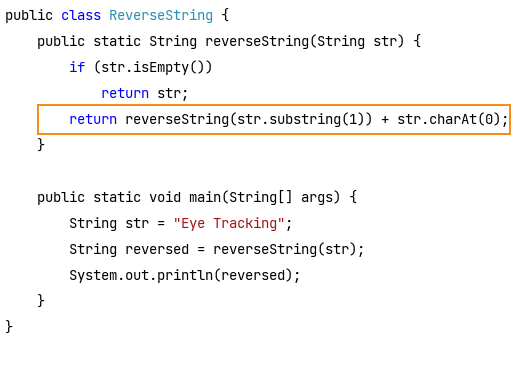 public class ReverseString {
    public static String reverseString(String str) {
        if (str.isEmpty())
            return str;
        return reverseString(str.substring(1)) + str.charAt(0);
    }

    public static void main(String[] args) {
        String str = "Eye Tracking";
        String reversed = reverseString(str);
        System.out.println(reversed);
    }
}